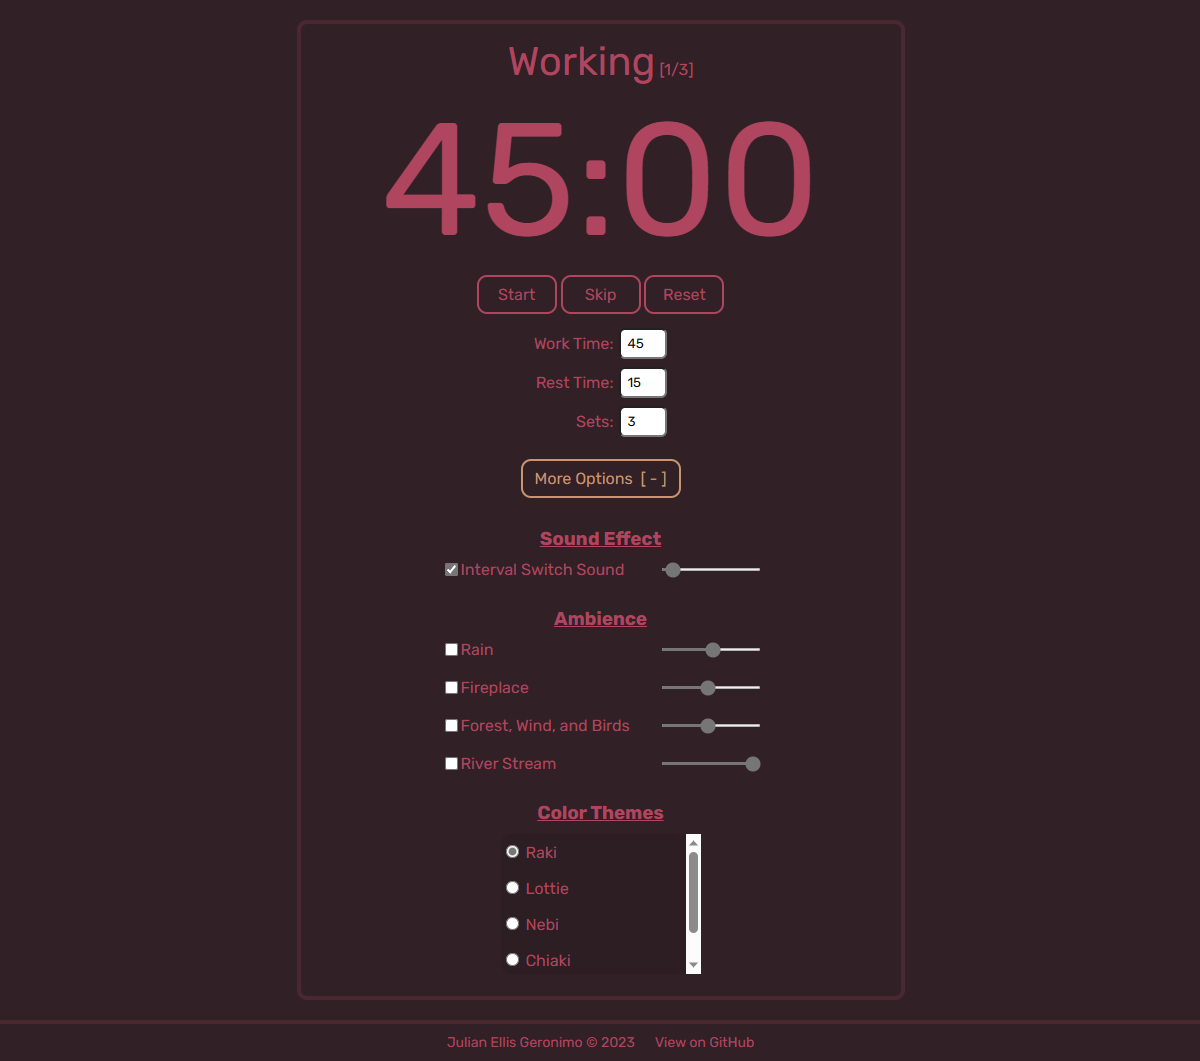 Working [1/3]
45:00
Start Skip Reset
Work Time: 45
Rest Time: 15
Sets: 3
More Options [ - ]
Sound Effect
Interval Switch Sound
Ambience
Rain
Fireplace
Forest, Wind, and Birds
River Stream
Color Themes
Raki
Lottie
Nebi
Chiaki
Julian Ellis Geronimo © 2023 View on GitHub